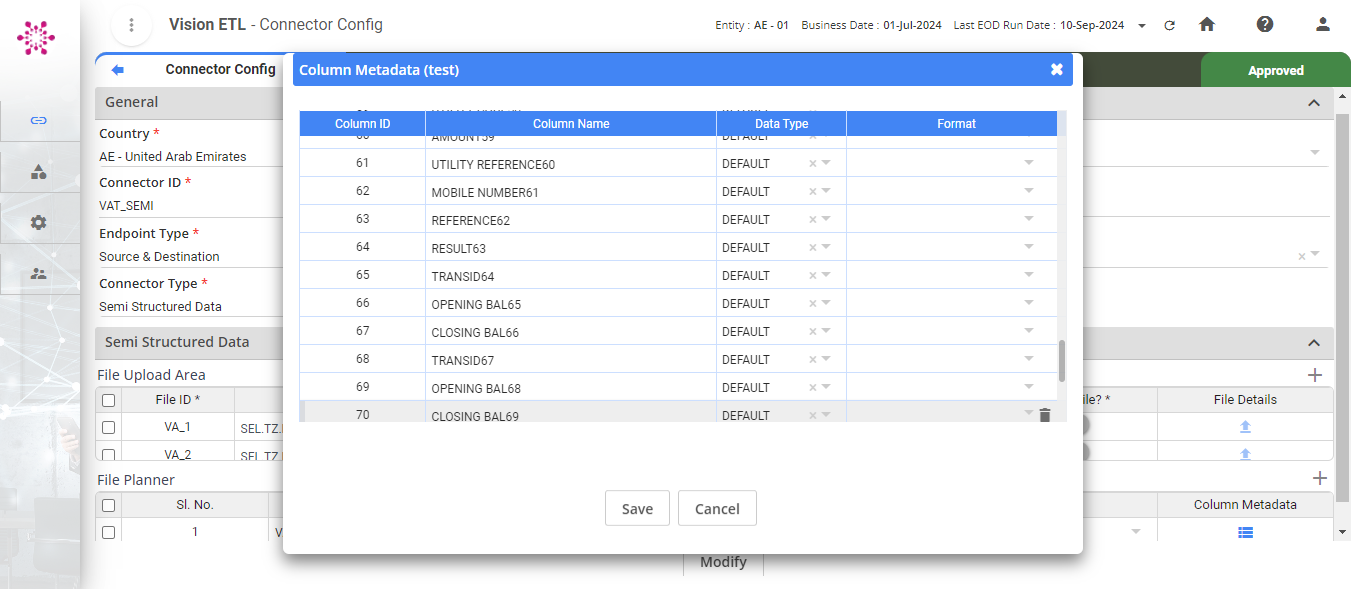 Vision ETL - Connector Config
Entity : AE - 01 Business Date : 01-Jul-2024 Last EOD Run Date : 10-Sep-2024
Connector Config
Approved
General
Country *
AE - United Arab Emirates
Connector ID *
VAT_SEMI
Endpoint Type *
Source & Destination
Connector Type *
Semi Structured Data
Semi Structured Data
File Upload Area
File ID *
ile? *
File Details
VA_1 SEL.TZ.
VA_2 SEL.TZ
File Planner
Sl. No.
Column Metadata
1 V
Modify
Column Metadata (test)
Column ID Column Name Data Type Format
60 AMOUNT59 DEFAULT
61 UTILITY REFERENCE60 DEFAULT
62 MOBILE NUMBER61 DEFAULT
63 REFERENCE62 DEFAULT
64 RESULT63 DEFAULT
65 TRANSID64 DEFAULT
66 OPENING BAL65 DEFAULT
67 CLOSING BAL66 DEFAULT
68 TRANSID67 DEFAULT
69 OPENING BAL68 DEFAULT
70 CLOSING BAL69 DEFAULT
Save Cancel